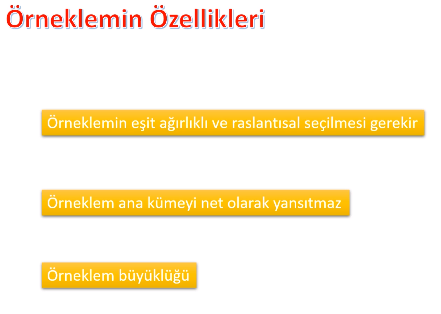 Örneklemin Özellikleri
Örneklemin eşit ağırlıklı ve raslantısal seçilmesi gerekir
Örneklem ana kümeyi net olarak yansıtmaz
Örneklem büyüklüğü